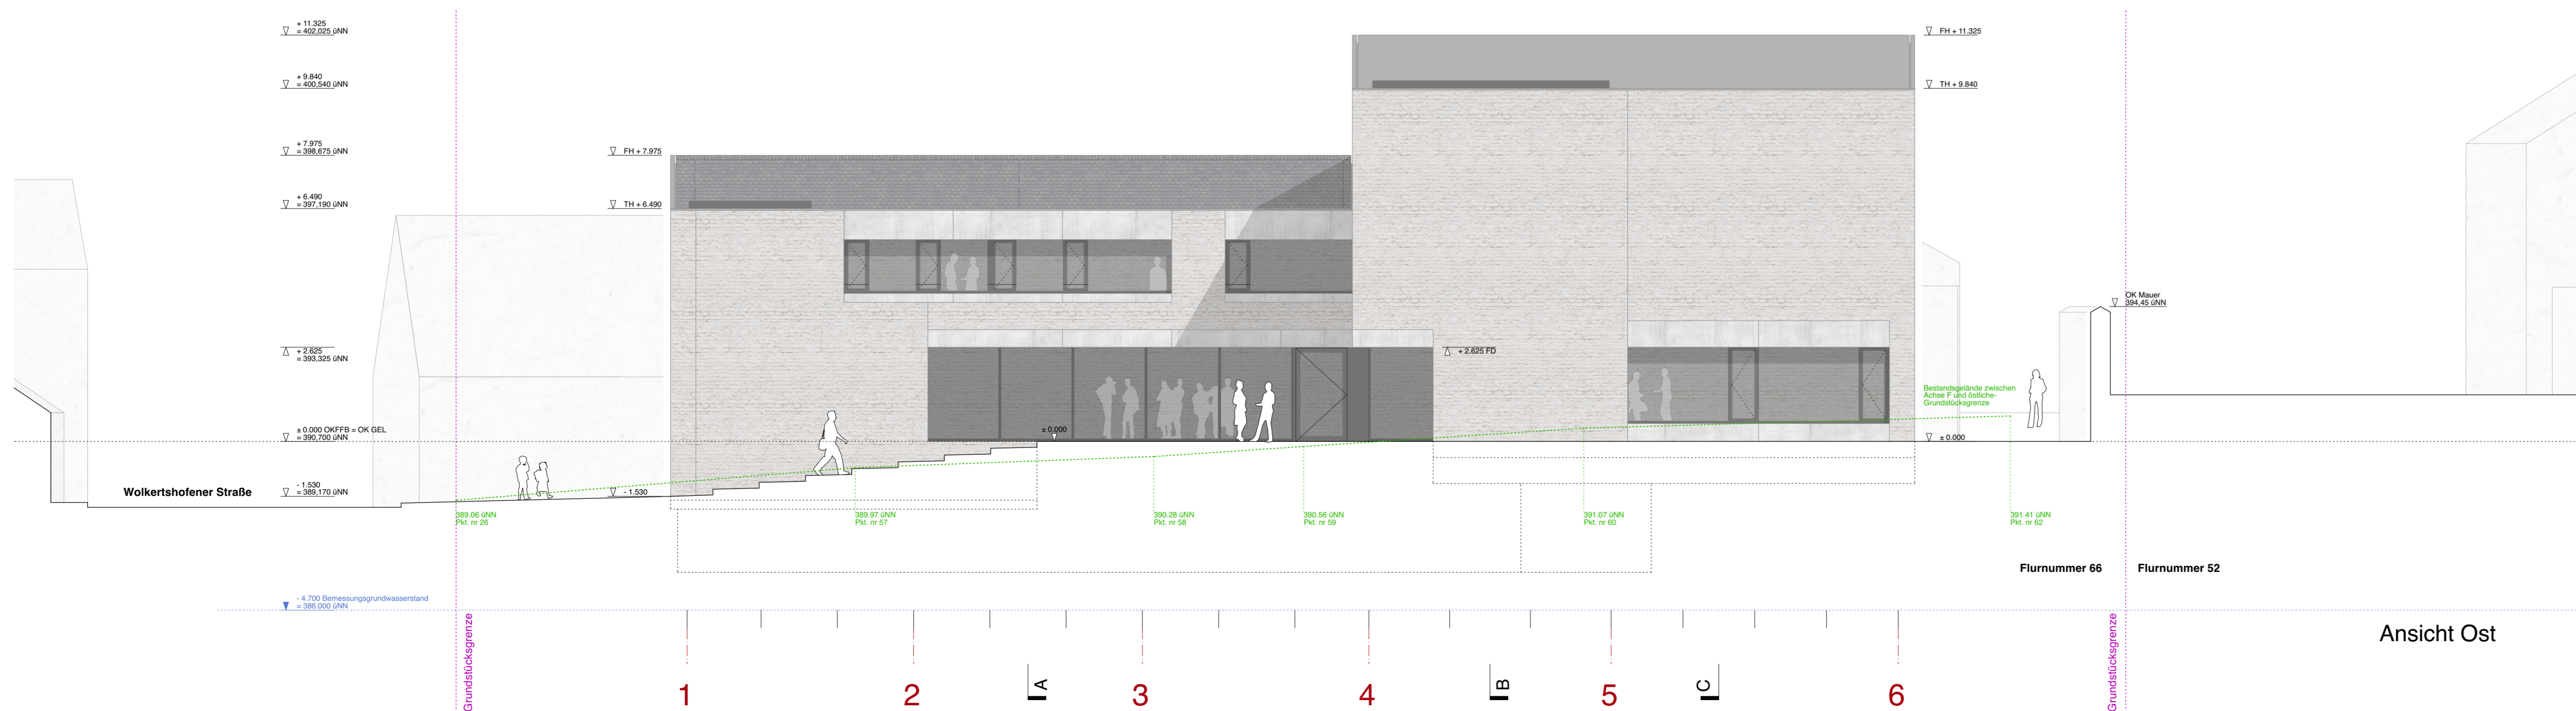 + 11.325
= 402,025 üNN
FH + 11.325
+ 9.840
= 400,540 üNN
TH + 9.840
+ 7.975
= 398,675 üNN
FH + 7.975
+ 6.490
= 397,190 üNN
TH + 6.490
OK Mauer
394,45 üNN
+ 2.625
= 393,325 üNN
+ 2.625 FD
Bestandsgelände zwischen
Achse F und östliche-
Grundstücksgrenze
± 0.000 OKFFB = OK GEL
= 390,700 üNN
± 0.000
± 0.000
Wolkertshofener Straße
- 1.530
= 389,170 üNN
- 1.530
389.06 üNN
Pkt. nr 26
389.97 üNN
Pkt. nr 57
390.28 üNN
Pkt. nr 58
390.56 üNN
Pkt. nr 59
391.07 üNN
Pkt. nr 60
391.41 üNN
Pkt. nr 62
Flurnummer 66
Flurnummer 52
- 4.700 Bemessungsgrundwasserstand
= 386.000 üNN
Grundstücksgrenze
Grundstücksgrenze
Ansicht Ost
1
2
A
3
4
B
5
C
6